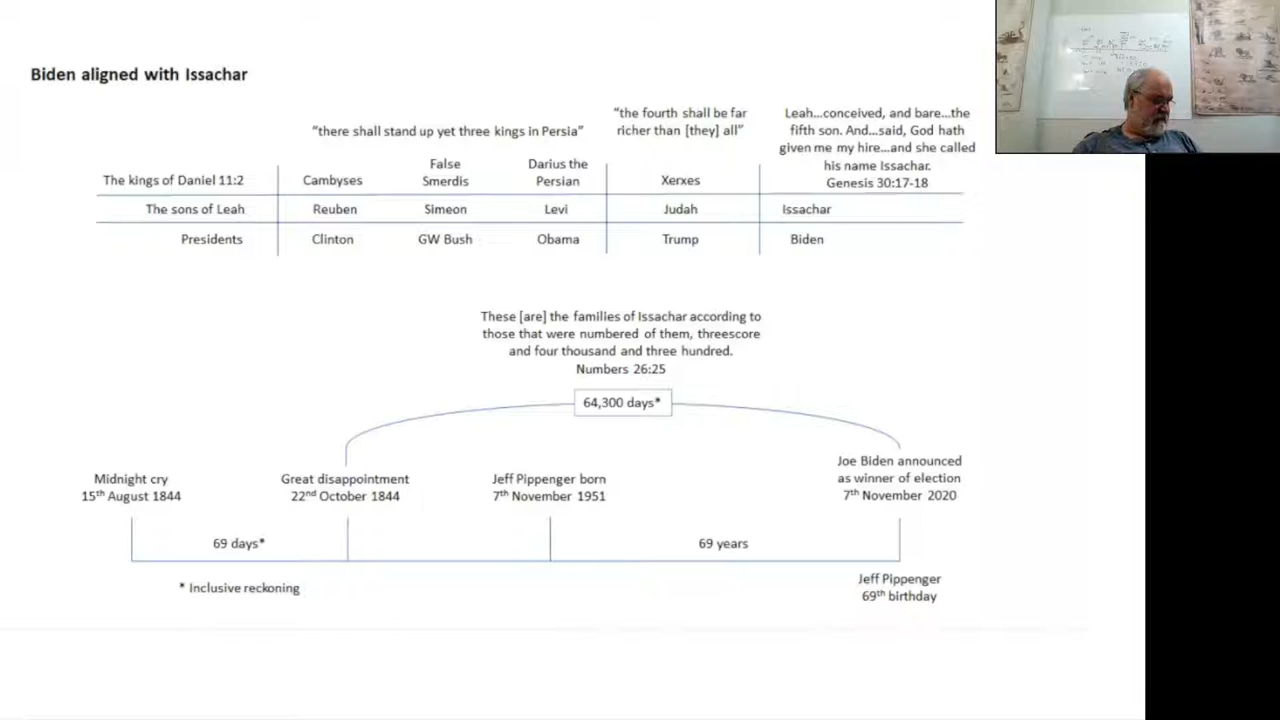 Biden aligned with Issachar
"there shall stand up yet three kings in Persia"
"the fourth shall be far
richer than [they] all"
Leah...conceived, and bare...the
fifth son. And...said, God hath
given me my hire...and she called
his name Issachar.
Genesis 30:17-18
The kings of Daniel 11:2
Cambyses
False
Smerdis
Darius the
Persian
Xerxes
The sons of Leah
Reuben
Simeon
Levi
Judah
Issachar
Presidents
Clinton
GW Bush
Obama
Trump
Biden
These [are] the families of Issachar according to
those that were numbered of them, threescore
and four thousand and three hundred.
Numbers 26:25
64,300 days*
Midnight cry
15th August 1844
Great disappointment
22nd October 1844
Jeff Pippenger born
7th November 1951
Joe Biden announced
as winner of election
7th November 2020
69 days*
69 years
* Inclusive reckoning
Jeff Pippenger
69th birthday